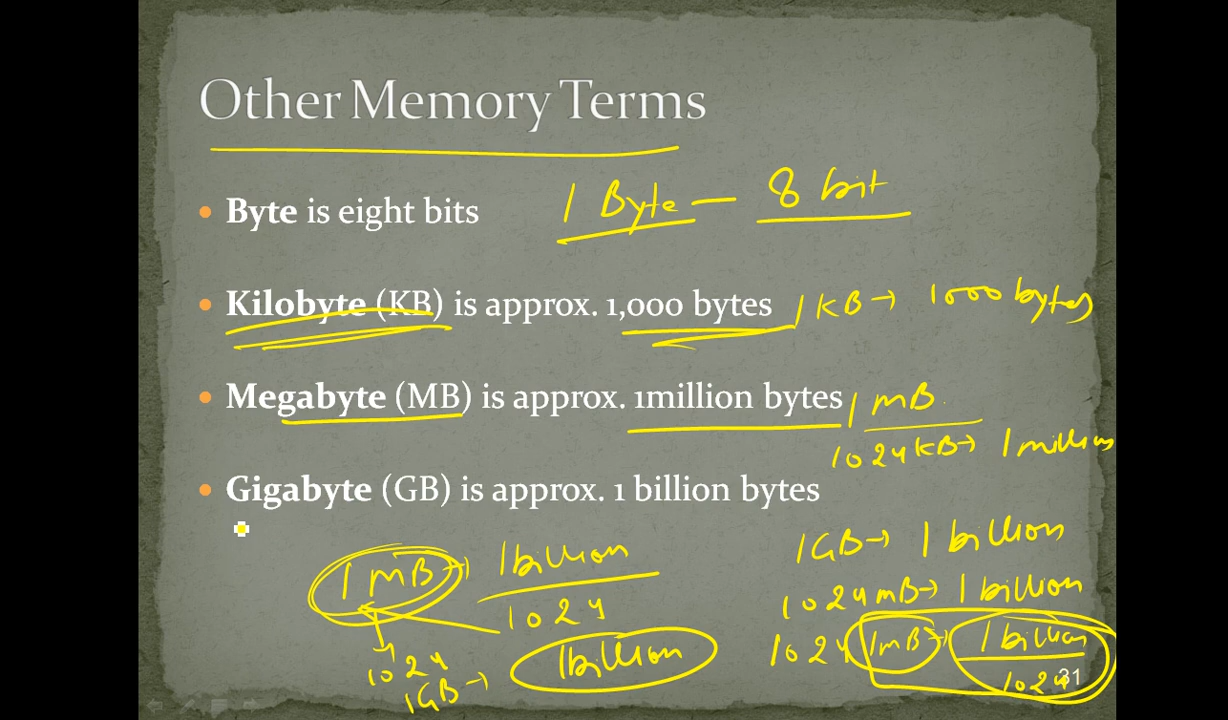 Other Memory Terms
• Byte is eight bits 1 Byte — 8 bit
• Kilobyte (KB) is approx. 1,000 bytes 1 KB → 1000 bytes
• Megabyte (MB) is approx. 1million bytes 1 MB
1024 KB → 1 million
• Gigabyte (GB) is approx. 1 billion bytes
1GB → 1 billion
1 MB → 1 billion
1024
1024 MB → 1 billion
1024 1MB → 1 billion
1024
1024
1GB → 1 billion
31